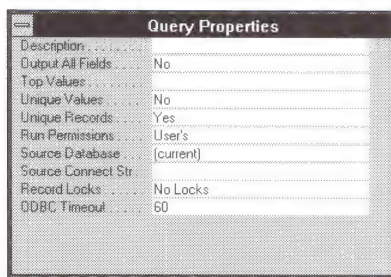 Query Properties
Description . . . . . . . .
Output All Fields . . No
Top Values . . . . . . .
Unique Values . . . No
Unique Records . . . Yes
Run Permissions . . User's
Source Database . . . (current)
Source Connect Str
Record Locks . . . . No Locks
ODBC Timeout . . . . . 60